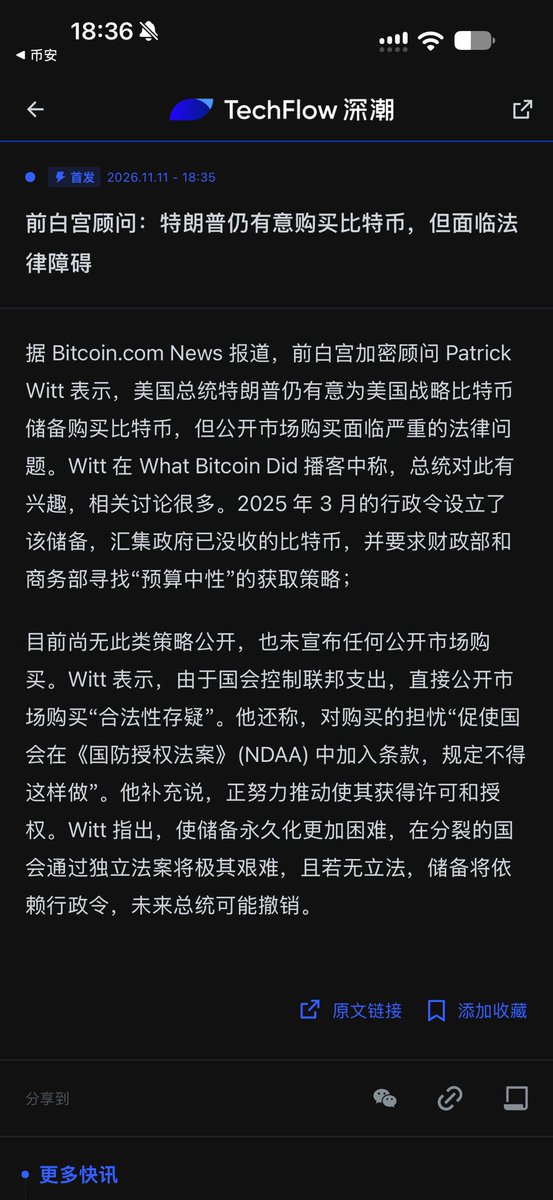 18:36
◀ 币安
TechFlow 深潮
首发 2026.11.11 - 18:35
前白宫顾问：特朗普仍有意购买比特币，但面临法
律障碍
据 Bitcoin.com News 报道，前白宫加密顾问 Patrick
Witt 表示，美国总统特朗普仍有意为美国战略比特币
储备购买比特币，但公开市场购买面临严重的法律问
题。Witt 在 What Bitcoin Did 播客中称，总统对此有
兴趣，相关讨论很多。2025 年 3 月的行政令设立了
该储备，汇集政府已没收的比特币，并要求财政部和
商务部寻找“预算中性”的获取策略；
目前尚无此类策略公开，也未宣布任何公开市场购
买。Witt 表示，由于国会控制联邦支出，直接公开市
场购买“合法性存疑”。他还称，对购买的担忧“促使国
会在《国防授权法案》(NDAA) 中加入条款，规定不得
这样做”。他补充说，正努力推动使其获得许可和授
权。Witt 指出，使储备永久化更加困难，在分裂的国
会通过独立法案将极其艰难，且若无立法，储备将依
赖行政令，未来总统可能撤销。
原文链接 添加收藏
分享到
更多快讯